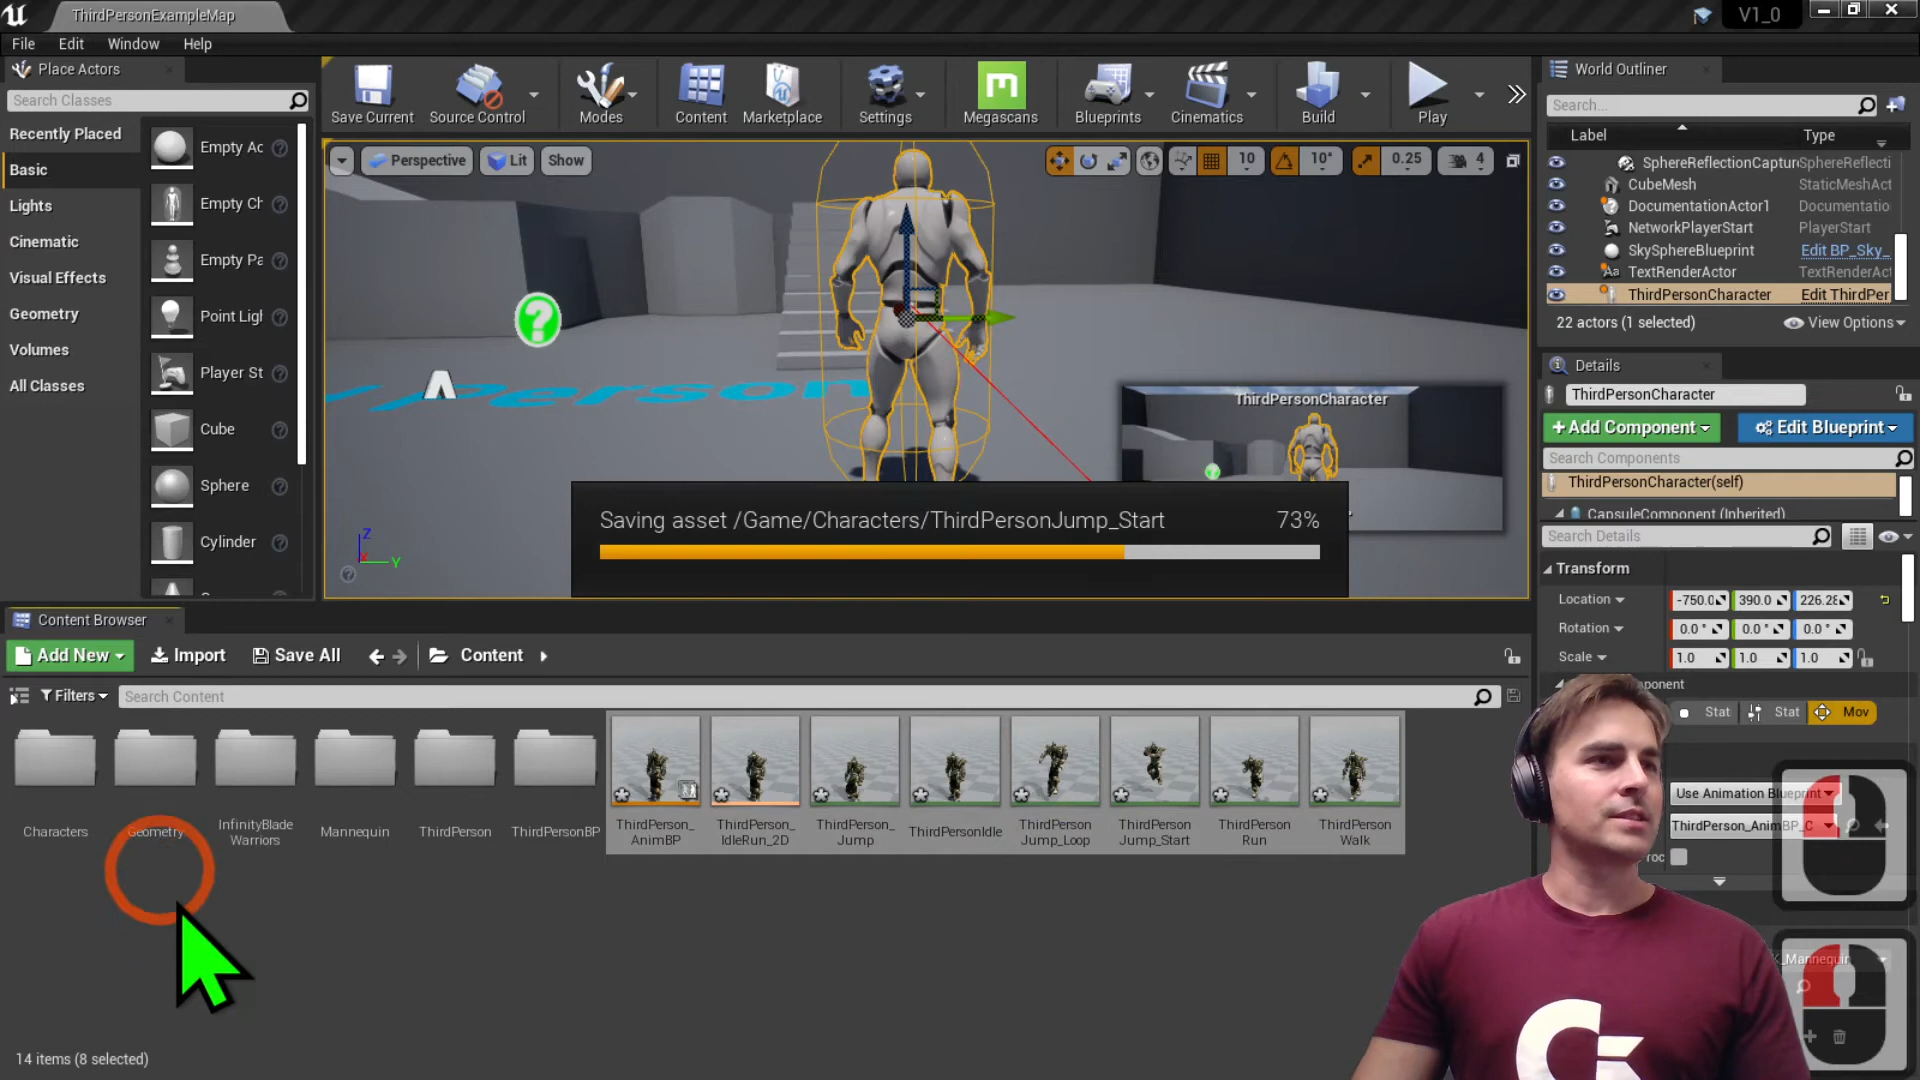 ThirdPersonExampleMap
V1_0
File Edit Window Help
Place Actors
Search Classes
Recently Placed
Basic
Lights
Cinematic
Visual Effects
Geometry
Volumes
All Classes
Empty Ac
Empty Ch
Empty Pa
Point Ligh
Player St
Cube
Sphere
Cylinder
Save Current Source Control Modes Content Marketplace Settings Megascans Blueprints Cinematics Build Play
Perspective Lit Show
10 10° 0.25 4
Person
ThirdPersonCharacter
Z
Y
Saving asset /Game/Characters/ThirdPersonJump_Start 73%
World Outliner
Search...
Label Type
SphereReflectionCapture SphereReflecti
CubeMesh StaticMeshAct
DocumentationActor1 Documentatio
NetworkPlayerStart PlayerStart
SkySphereBlueprint Edit BP_Sky_
TextRenderActor TextRenderAct
ThirdPersonCharacter Edit ThirdPer
22 actors (1 selected) View Options
Details
ThirdPersonCharacter
Add Component Edit Blueprint
Search Components
ThirdPersonCharacter(self)
CapsuleComponent (Inherited)
Search Details
Transform
Location -750.0 390.0 226.28
Rotation 0.0° 0.0° 0.0°
Scale 1.0 1.0 1.0
ponent
Stat Stat Mov
Use Animation Blueprint
ThirdPerson_AnimBP_C
roc
_Mannequin
Content Browser
Add New Import Save All Content
Filters Search Content
Characters
Geometry
InfinityBlade
Warriors
Mannequin
ThirdPerson
ThirdPersonBP
ThirdPerson_
AnimBP
ThirdPerson_
IdleRun_2D
ThirdPerson_
Jump
ThirdPersonIdle
ThirdPerson
Jump_Loop
ThirdPerson
Jump_Start
ThirdPerson
Run
ThirdPerson
Walk
14 items (8 selected)